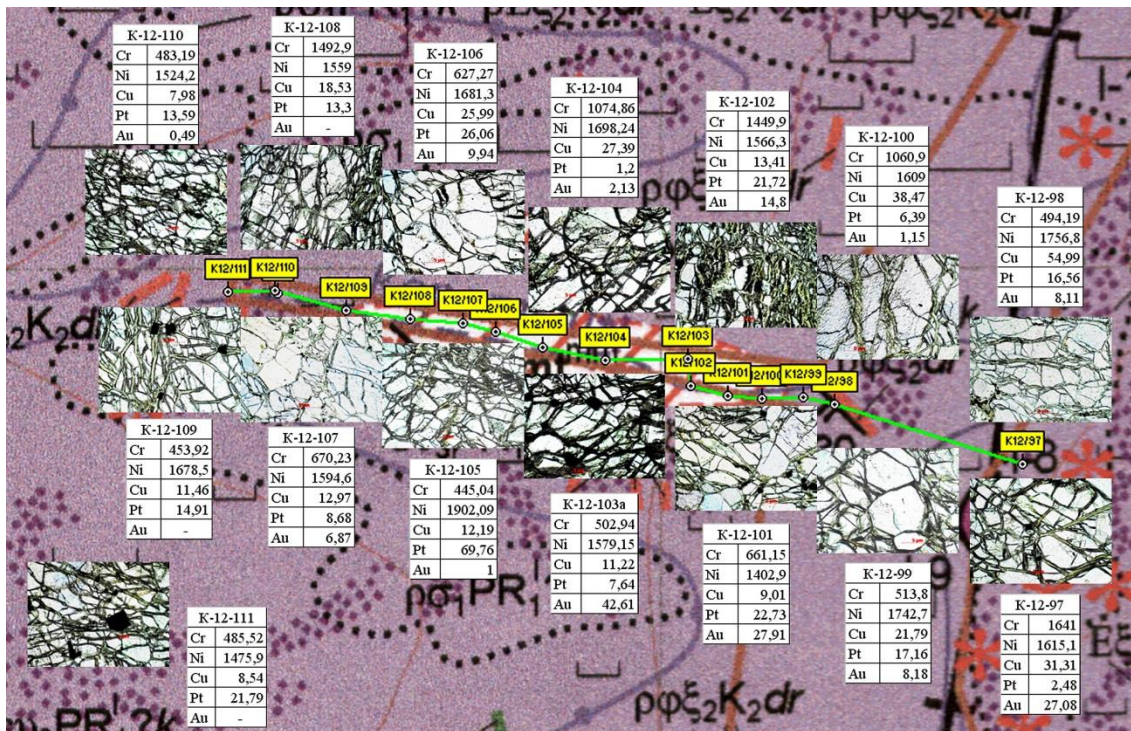 K-12-110
Cr 483,19
Ni 1524,2
Cu 7,98
Pt 13,59
Au 0,49
K-12-108
Cr 1492,9
Ni 1559
Cu 18,53
Pt 13,3
Au -
K-12-106
Cr 627,27
Ni 1681,3
Cu 25,99
Pt 26,06
Au 9,94
K-12-104
Cr 1074,86
Ni 1698,24
Cu 27,39
Pt 1,2
Au 2,13
K-12-102
Cr 1449,9
Ni 1566,3
Cu 13,41
Pt 21,72
Au 14,8
K-12-100
Cr 1060,9
Ni 1609
Cu 38,47
Pt 6,39
Au 1,15
K-12-98
Cr 494,19
Ni 1756,8
Cu 54,99
Pt 16,56
Au 8,11
ρφξ₂K₂dr
K12/111
K12/110
K12/109
K12/108
K12/107
K12/106
K12/105
K12/104
K12/103
K12/102
K12/101
K12/99
K12/97
K-12-109
Cr 453,92
Ni 1678,5
Cu 11,46
Pt 14,91
Au -
K-12-107
Cr 670,23
Ni 1594,6
Cu 12,97
Pt 8,68
Au 6,87
K-12-105
Cr 445,04
Ni 1902,09
Cu 12,19
Pt 69,76
Au 1
K-12-103a
Cr 502,94
Ni 1579,15
Cu 11,22
Pt 7,64
Au 42,61
K-12-101
Cr 661,15
Ni 1402,9
Cu 9,01
Pt 22,73
Au 27,91
K-12-99
Cr 513,8
Ni 1742,7
Cu 21,79
Pt 17,16
Au 8,18
K-12-97
Cr 1641
Ni 1615,1
Cu 31,31
Pt 2,48
Au 27,08
K-12-111
Cr 485,52
Ni 1475,9
Cu 8,54
Pt 21,79
Au -
ρσ₁PR₁
ρφξ₂K₂dr